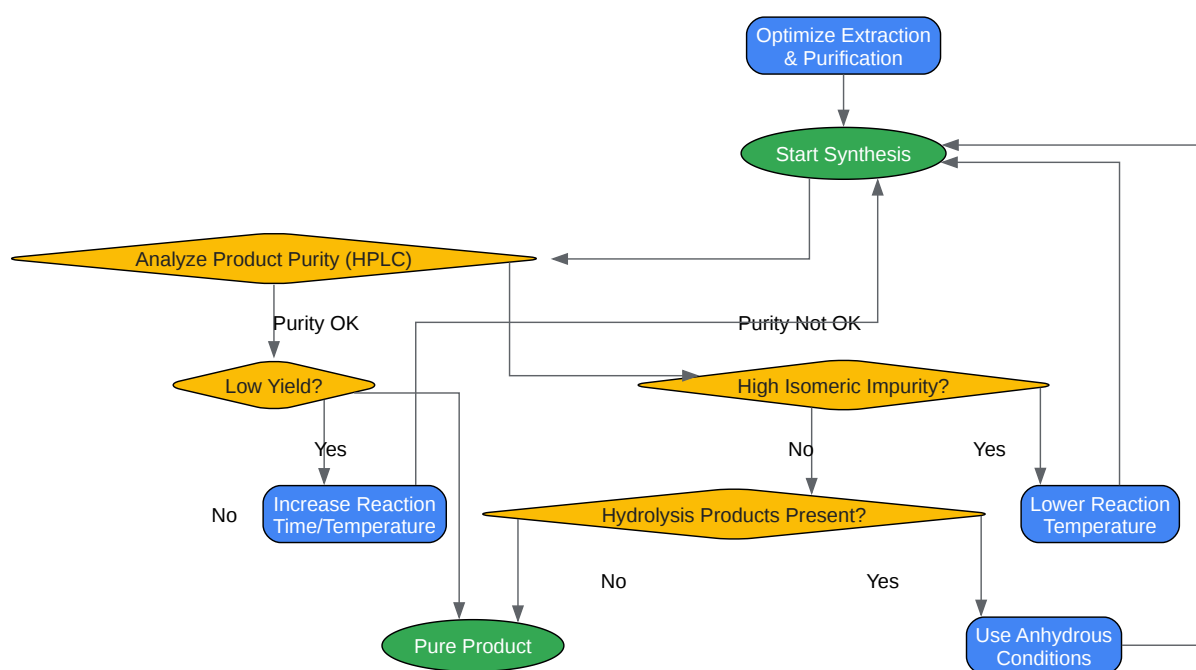 Optimize Extraction
& Purification
Start Synthesis
Analyze Product Purity (HPLC)
Purity OK
Purity Not OK
Low Yield?
High Isomeric Impurity?
Yes
No
Yes
No
Increase Reaction
Time/Temperature
Hydrolysis Products Present?
Lower Reaction
Temperature
No
Yes
Pure Product
Use Anhydrous
Conditions